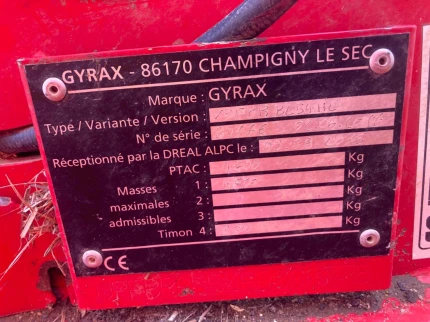 GYRAX - 86170 CHAMPIGNY LE SEC
Marque : GYRAX
Type / Variante / Version :
N° de série :
Réceptionné par la DREAL ALPC le :
PTAC : Kg
Masses 1 : Kg
maximales 2 : Kg
admissibles 3 : Kg
Timon 4 : Kg
CE